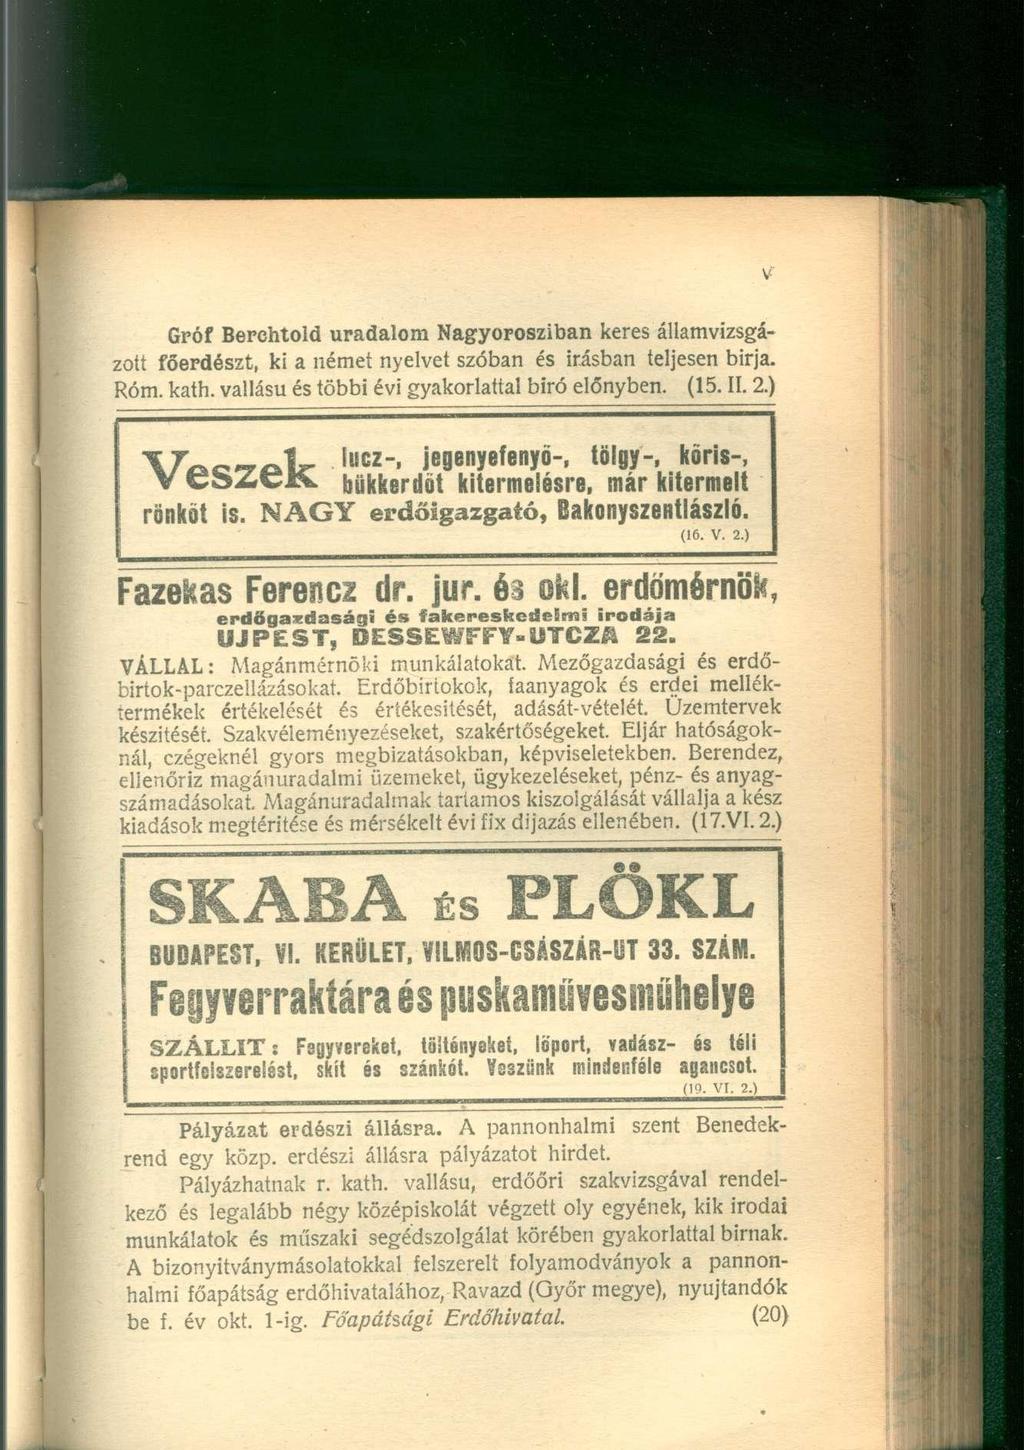 V
Gróf Berchtold uradalom Nagyorosziban keres államvizsgá-
zott főerdészt, ki a német nyelvet szóban és irásban teljesen birja.
Róm. kath. vallásu és többi évi gyakorlattal biró előnyben. (15. II. 2.)
Veszek lucz-, jegenyefenyő-, tölgy-, kőris-,
bükkerdőt kitermelésre, már kitermelt
rönköt is. NAGY erdőigazgató, Bakonyszentlászló.
(16. V. 2.)
Fazekas Ferencz dr. jur. és okl. erdőmérnök,
erdőgazdasági és fakereskedelmi irodája
UJPEST, DESSEWFFY-UTCZA 22.
VÁLLAL: Magánmérnöki munkálatokat. Mezőgazdasági és erdő-
birtok-parczellázásokat. Erdőbirtokok, faanyagok és erdei mellék-
termékek értékelését és értékesitését, adását-vételét. Üzemtervek
készitését. Szakvéleményezéseket, szakértőségeket. Eljár hatóságok-
nál, czégeknél gyors megbizatásokban, képviseletekben. Berendez,
ellenőriz magánuradalmi üzemeket, ügykezeléseket, pénz- és anyag-
számadásokat. Magánuradalmak tartamos kiszolgálását vállalja a kész
kiadások megtéritése és mérsékelt évi fix dijazás ellenében. (17.VI. 2.)
SKABA ÉS PLÖKL
BUDAPEST, VI. KERÜLET, VILMOS-CSÁSZÁR-UT 33. SZÁM.
Fegyverraktára és puskamüvesmühelye
SZÁLLIT: Fegyvereket, töltényeket, lőport, vadász- és téli
sportfelszerelést, skit és szánkót. Veszünk mindenféle agancsot.
(19. VI. 2.)
Pályázat erdészi állásra. A pannonhalmi szent Benedek-
rend egy közp. erdészi állásra pályázatot hirdet.
Pályázhatnak r. kath. vallásu, erdőőri szakvizsgával rendel-
kező és legalább négy középiskolát végzett oly egyének, kik irodai
munkálatok és műszaki segédszolgálat körében gyakorlattal birnak.
A bizonyitványmásolatokkal felszerelt folyamodványok a pannon-
halmi főapátság erdőhivatalához, Ravazd (Győr megye), nyujtandók
be f. év okt. 1-ig. Főapátsági Erdőhivatal. (20)